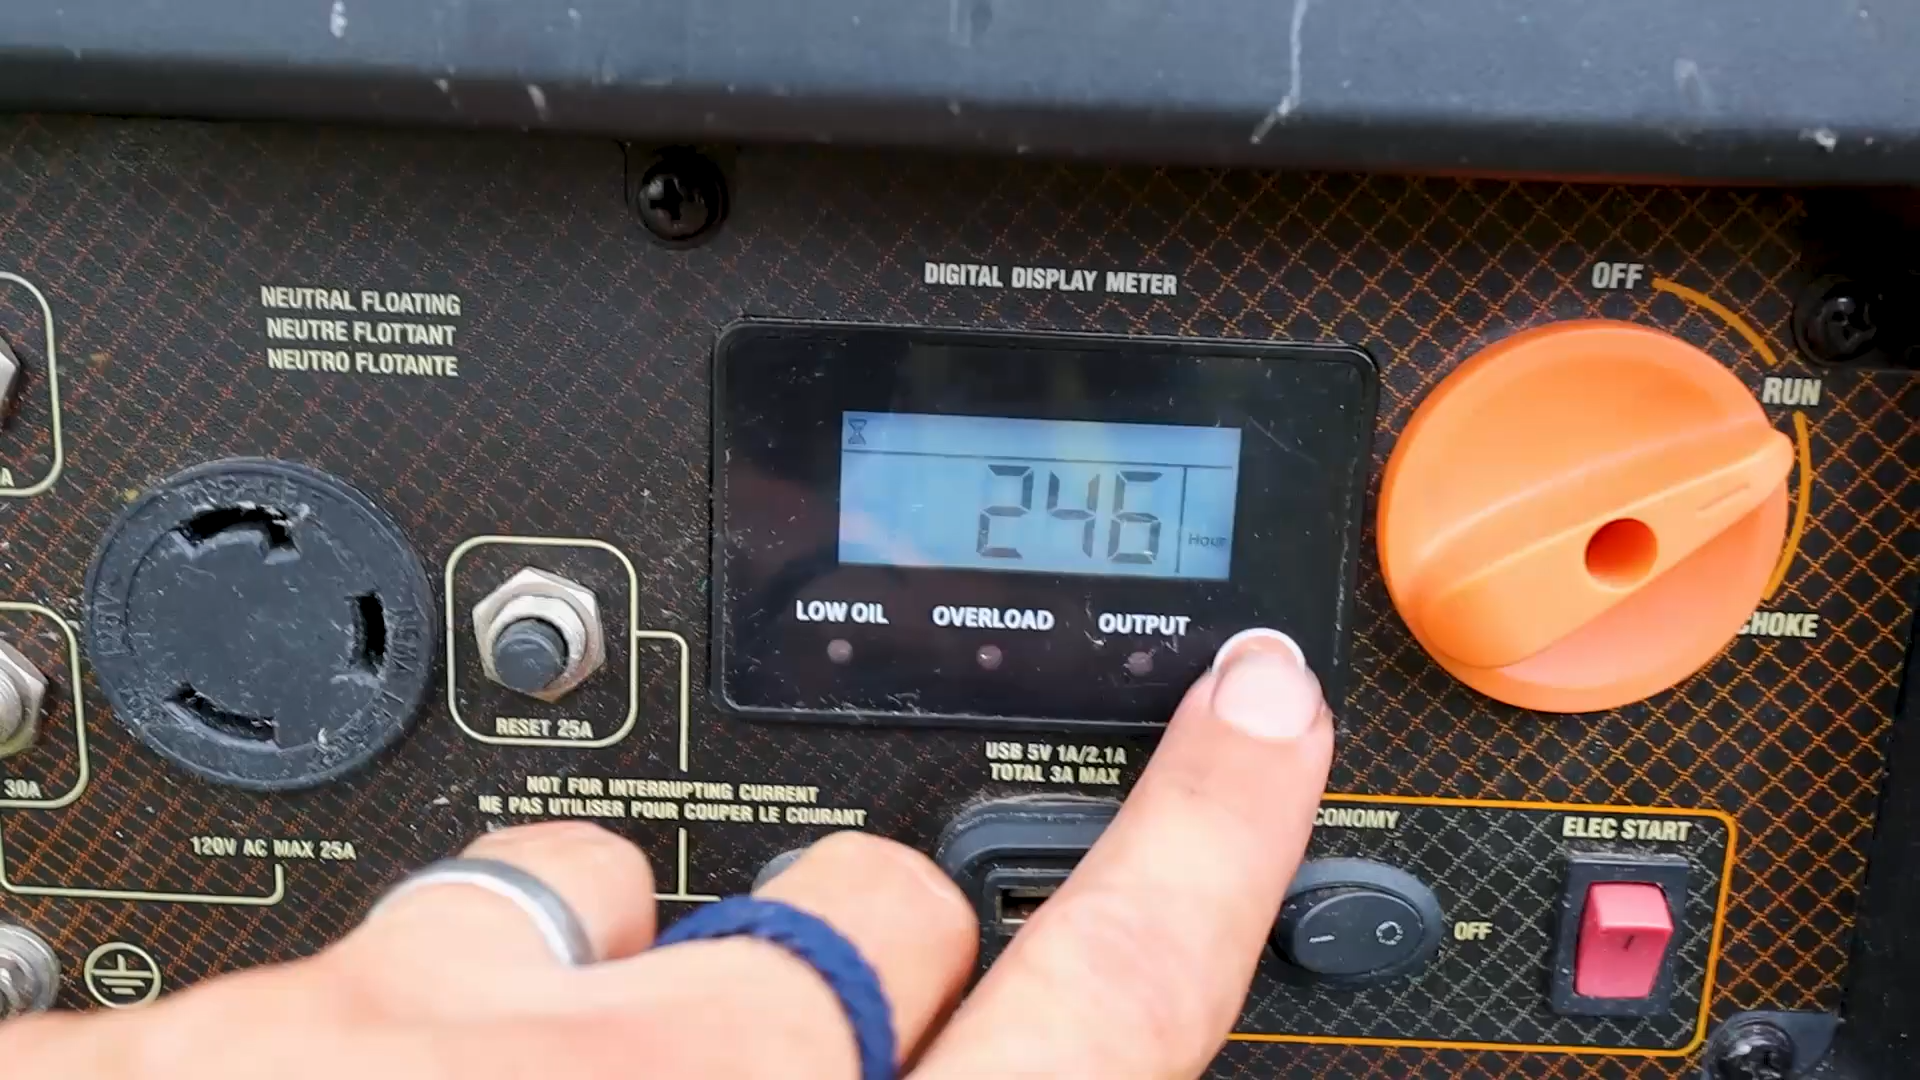 NEUTRAL FLOATING
NEUTRE FLOTTANT
NEUTRO FLOTANTE
DIGITAL DISPLAY METER
OFF
RUN
CHOKE
246
Hour
LOW OIL
OVERLOAD
OUTPUT
RESET 25A
USB 5V 1A/2.1A
TOTAL 3A MAX
30A
NOT FOR INTERRUPTING CURRENT
NE PAS UTILISER POUR COUPER LE COURANT
120V AC MAX 25A
CONOMY
OFF
ELEC START